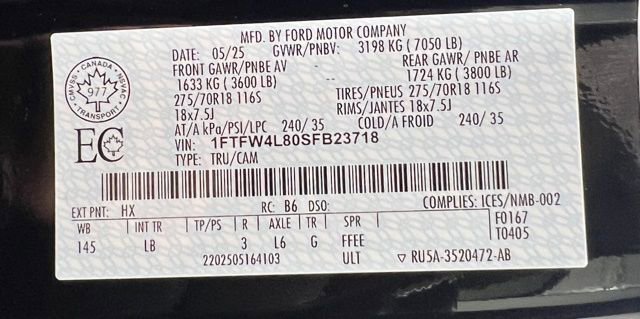 MFD. BY FORD MOTOR COMPANY
DATE: 05/25 GVWR/PNBV: 3198 KG ( 7050 LB)
FRONT GAWR/PNBE AV REAR GAWR/ PNBE AR
1633 KG ( 3600 LB) 1724 KG ( 3800 LB)
275/70R18 116S TIRES/PNEUS 275/70R18 116S
18x7.5J RIMS/JANTES 18x7.5J
AT/A kPa/PSI/LPC 240/ 35 COLD/A FROID 240/ 35
VIN: 1FTFW4L80SFB23718
TYPE: TRU/CAM
CANADA
CMVSS NSVAC
977
TRANSPORT
EC
EXT PNT: HX RC: B6 DSO: COMPLIES: ICES/NMB-002
WB INT TR TP/PS R AXLE TR SPR F0167
145 LB 3 L6 G FFEE T0405
2202505164103 ULT ▽ RU5A-3520472-AB